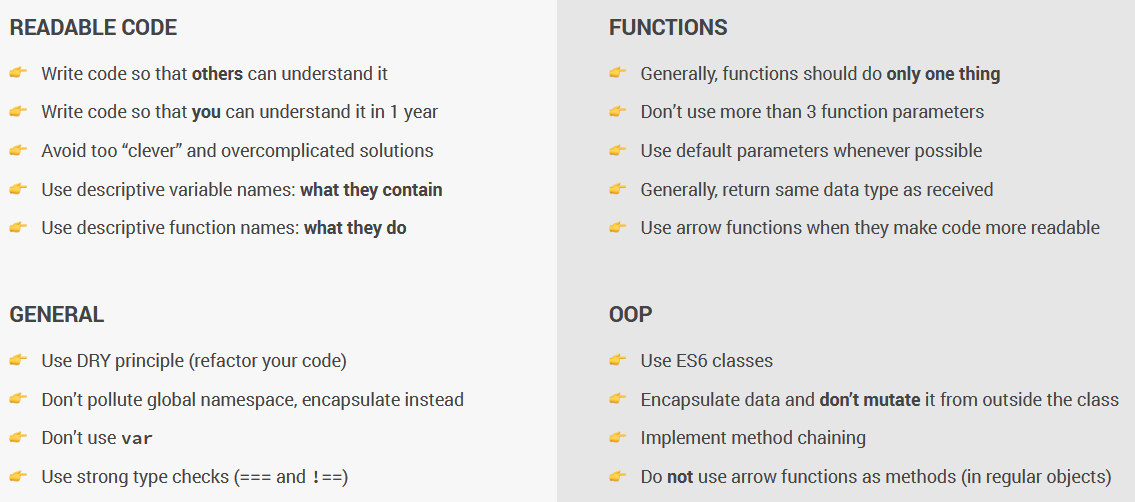 READABLE CODE
👉 Write code so that others can understand it
👉 Write code so that you can understand it in 1 year
👉 Avoid too “clever” and overcomplicated solutions
👉 Use descriptive variable names: what they contain
👉 Use descriptive function names: what they do
GENERAL
👉 Use DRY principle (refactor your code)
👉 Don’t pollute global namespace, encapsulate instead
👉 Don’t use var
👉 Use strong type checks (=== and !==)
FUNCTIONS
👉 Generally, functions should do only one thing
👉 Don’t use more than 3 function parameters
👉 Use default parameters whenever possible
👉 Generally, return same data type as received
👉 Use arrow functions when they make code more readable
OOP
👉 Use ES6 classes
👉 Encapsulate data and don’t mutate it from outside the class
👉 Implement method chaining
👉 Do not use arrow functions as methods (in regular objects)